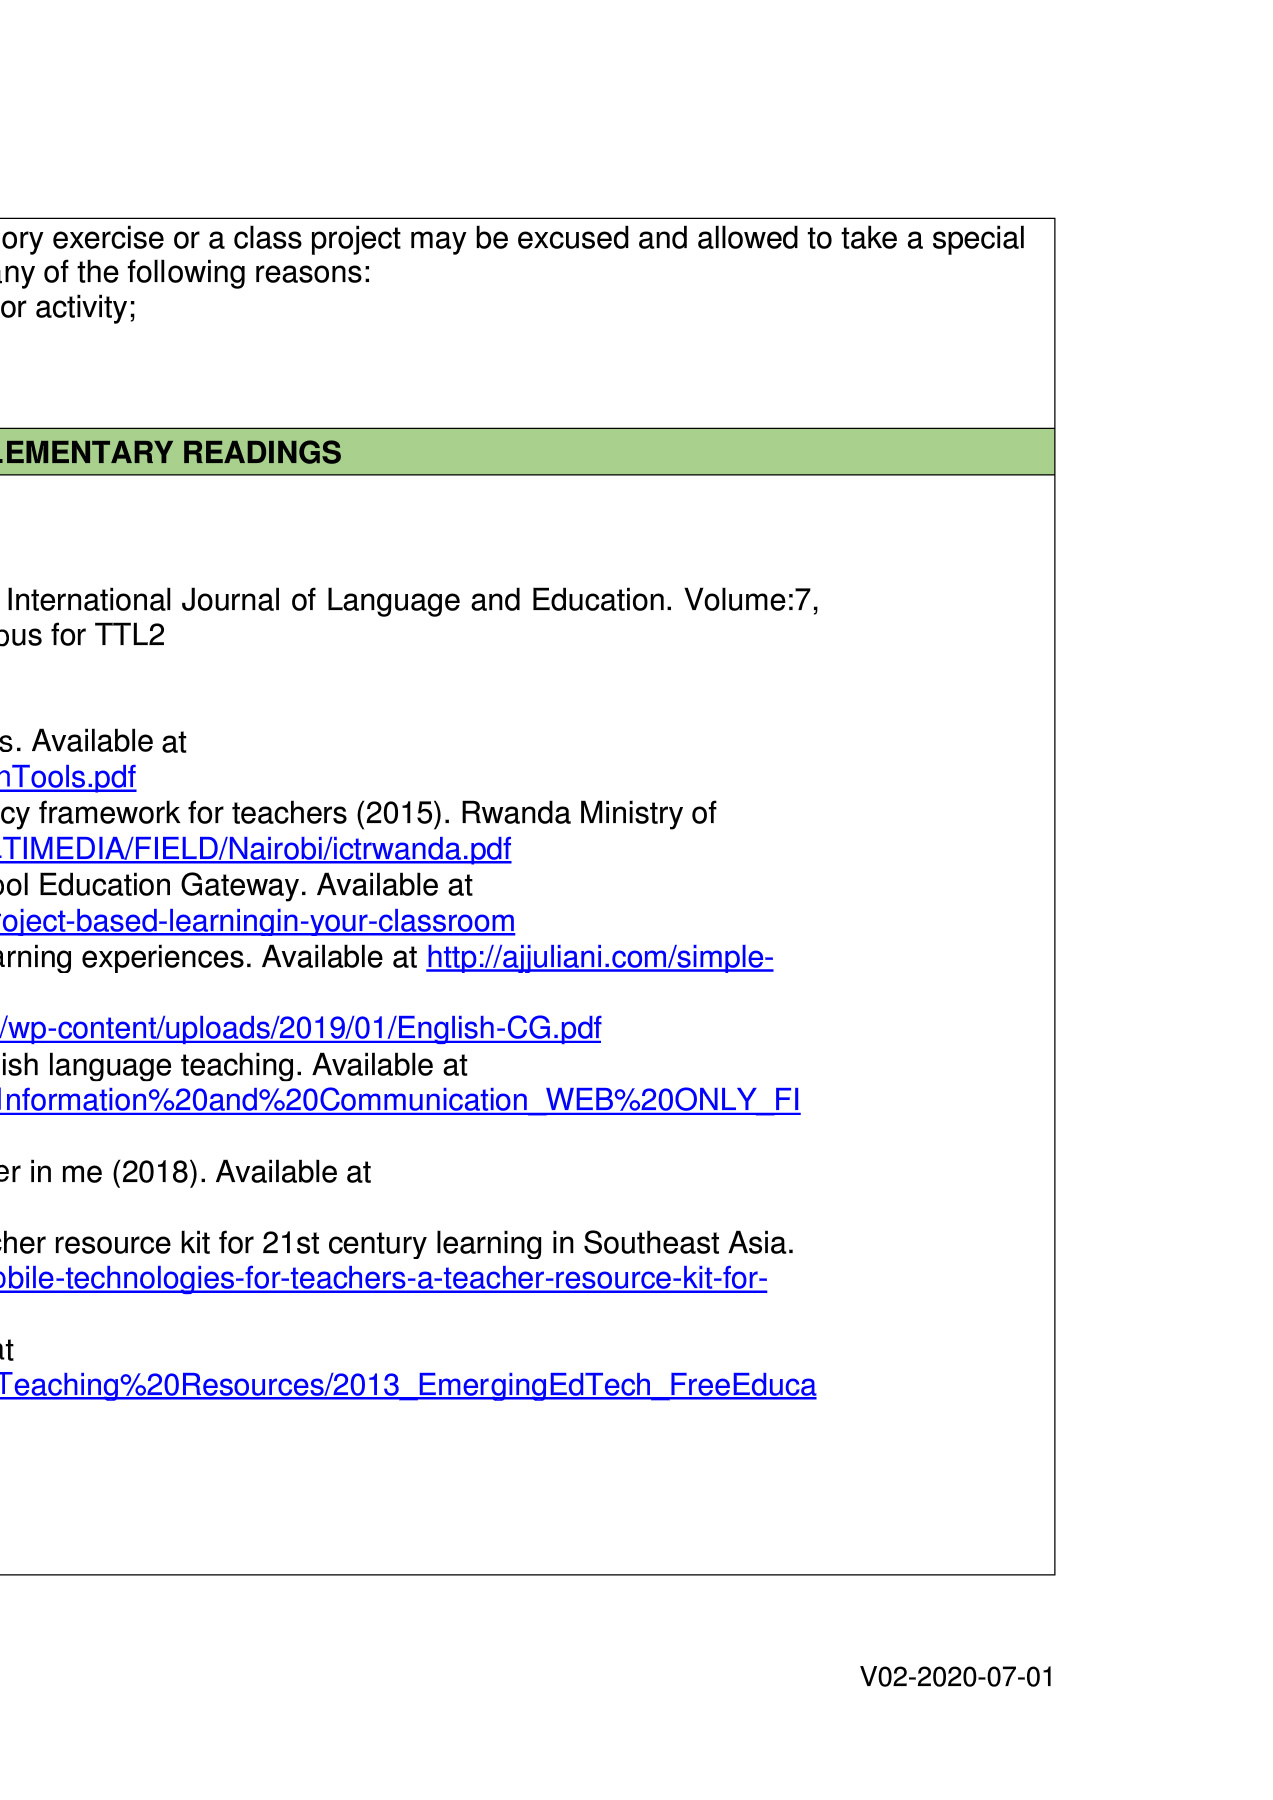 ory exercise or a class project may be excused and allowed to take a special
any of the following reasons:
or activity;
LEMENTARY READINGS
International Journal of Language and Education. Volume:7,
ous for TTL2
s. Available at
nTools.pdf
cy framework for teachers (2015). Rwanda Ministry of
LTIMEDIA/FIELD/Nairobi/ictrwanda.pdf
ool Education Gateway. Available at
roject-based-learningin-your-classroom
arning experiences. Available at http://ajjuliani.com/simple-
/wp-content/uploads/2019/01/English-CG.pdf
ish language teaching. Available at
Information%20and%20Communication_WEB%20ONLY_FI
er in me (2018). Available at
cher resource kit for 21st century learning in Southeast Asia.
obile-technologies-for-teachers-a-teacher-resource-kit-for-
at
Teaching%20Resources/2013_EmergingEdTech_FreeEduca
V02-2020-07-01